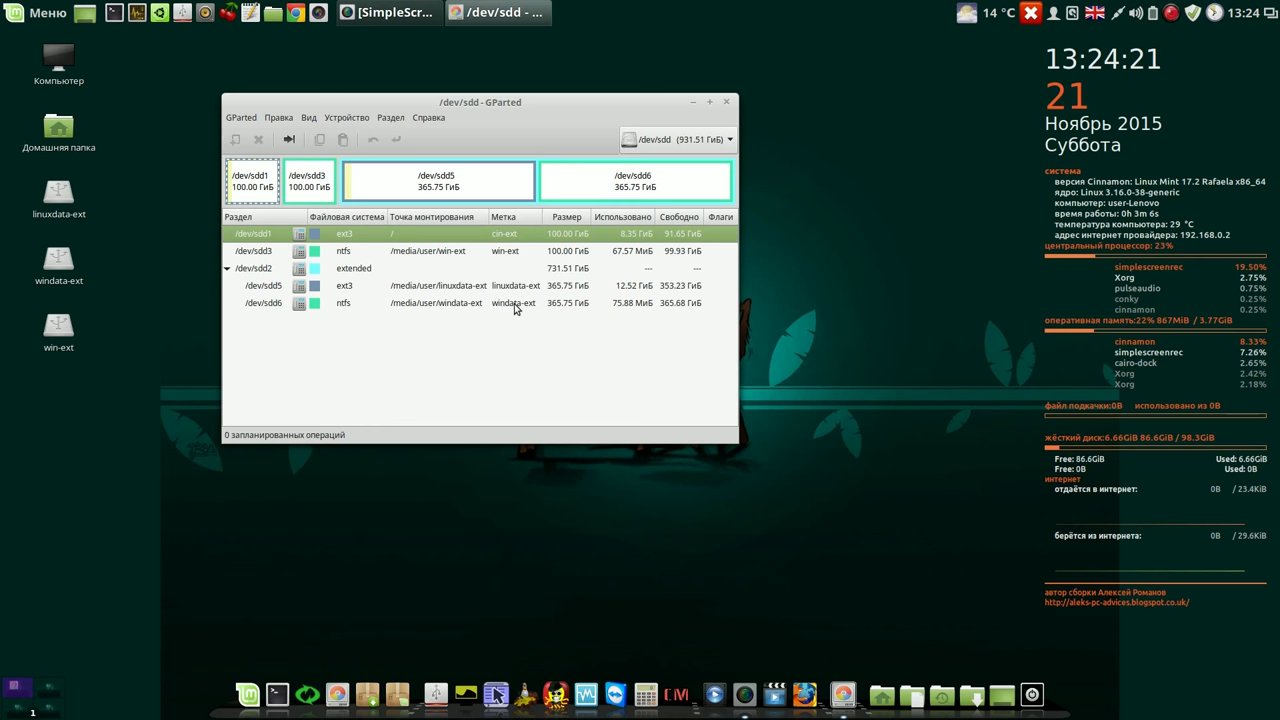 Меню
[SimpleScr...
/dev/sdd - ...
14 °C
13:24
Компьютер
Домашняя папка
linuxdata-ext
windata-ext
win-ext
/dev/sdd - GParted
GParted Правка Вид Устройство Раздел Справка
/dev/sdd (931.51 ГиБ)
/dev/sdd1
100.00 ГиБ
/dev/sdd3
100.00 ГиБ
/dev/sdd5
365.75 ГиБ
/dev/sdd6
365.75 ГиБ
Раздел Файловая система Точка монтирования Метка Размер Использовано Свободно Флаги
/dev/sdd1 ext3 / cin-ext 100.00 ГиБ 8.35 ГиБ 91.65 ГиБ
/dev/sdd3 ntfs /media/user/win-ext win-ext 100.00 ГиБ 67.57 МиБ 99.93 ГиБ
/dev/sdd2 extended 731.51 ГиБ --- ---
/dev/sdd5 ext3 /media/user/linuxdata-ext linuxdata-ext 365.75 ГиБ 12.52 ГиБ 353.23 ГиБ
/dev/sdd6 ntfs /media/user/windata-ext windata-ext 365.75 ГиБ 75.88 МиБ 365.68 ГиБ
0 запланированных операций
13:24:21
21
Ноябрь 2015
Суббота
система
версия Cinnamon: Linux Mint 17.2 Rafaela x86_64
ядро: Linux 3.16.0-38-generic
компьютер: user-Lenovo
время работы: 0h 3m 6s
температура компьютера: 29 °C
адрес интернет провайдера: 192.168.0.2
центральный процессор: 23%
simplescreenrec 19.50%
Xorg 2.75%
pulseaudio 0.75%
conky 0.25%
cinnamon 0.25%
оперативная память:22% 867MiB / 3.77GiB
cinnamon 8.33%
simplescreenrec 7.26%
cairo-dock 2.65%
Xorg 2.42%
Xorg 2.18%
файл подкачки:0B использовано из 0B
жёсткий диск:6.66GiB 86.6GiB / 98.3GiB
Free: 86.6GiB Used: 6.66GiB
Free: 0B Used: 0B
интернет
отдаётся в интернет: 0B / 23.4KiB
берётся из интернета: 0B / 29.6KiB
автор сборки Алексей Романов
http://aleks-pc-advices.blogspot.co.uk/
1